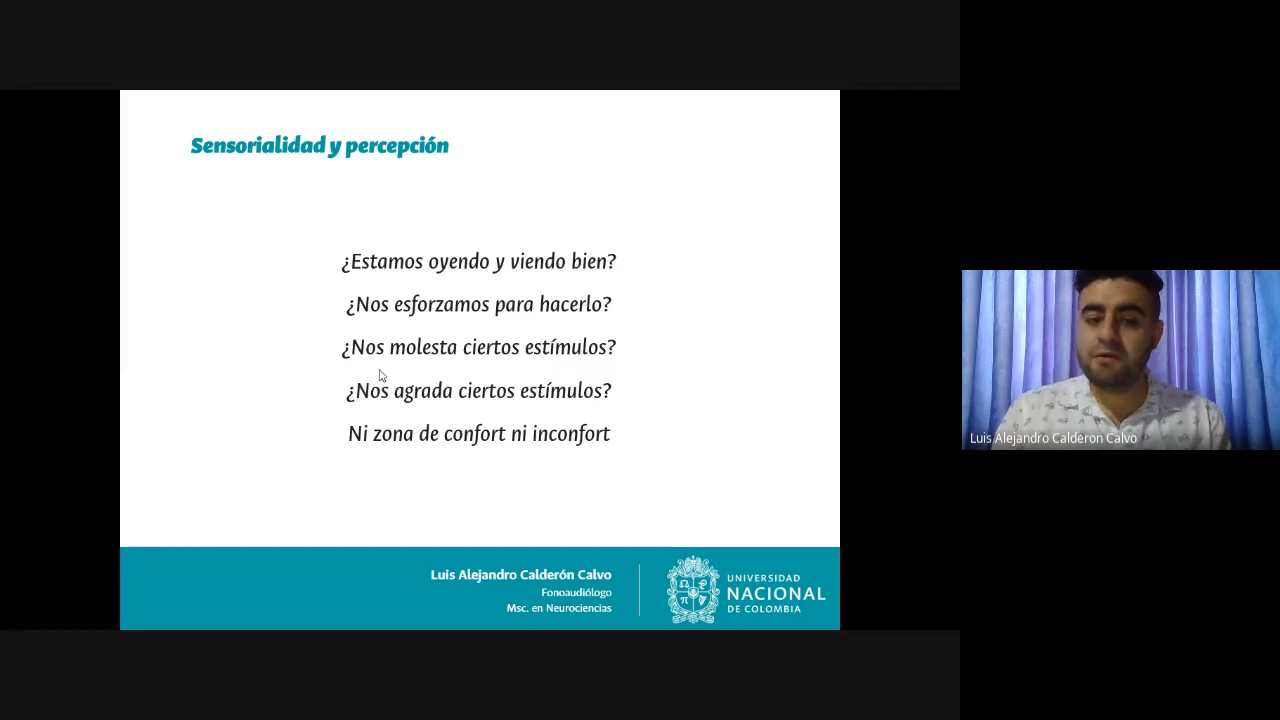 Sensorialidad y percepción
¿Estamos oyendo y viendo bien?
¿Nos esforzamos para hacerlo?
¿Nos molesta ciertos estímulos?
¿Nos agrada ciertos estímulos?
Ni zona de confort ni inconfort
Luis Alejandro Calderón Calvo
Fonoaudiólogo
Msc. en Neurociencias
UNIVERSIDAD
NACIONAL
DE COLOMBIA
Luis Alejandro Calderon Calvo